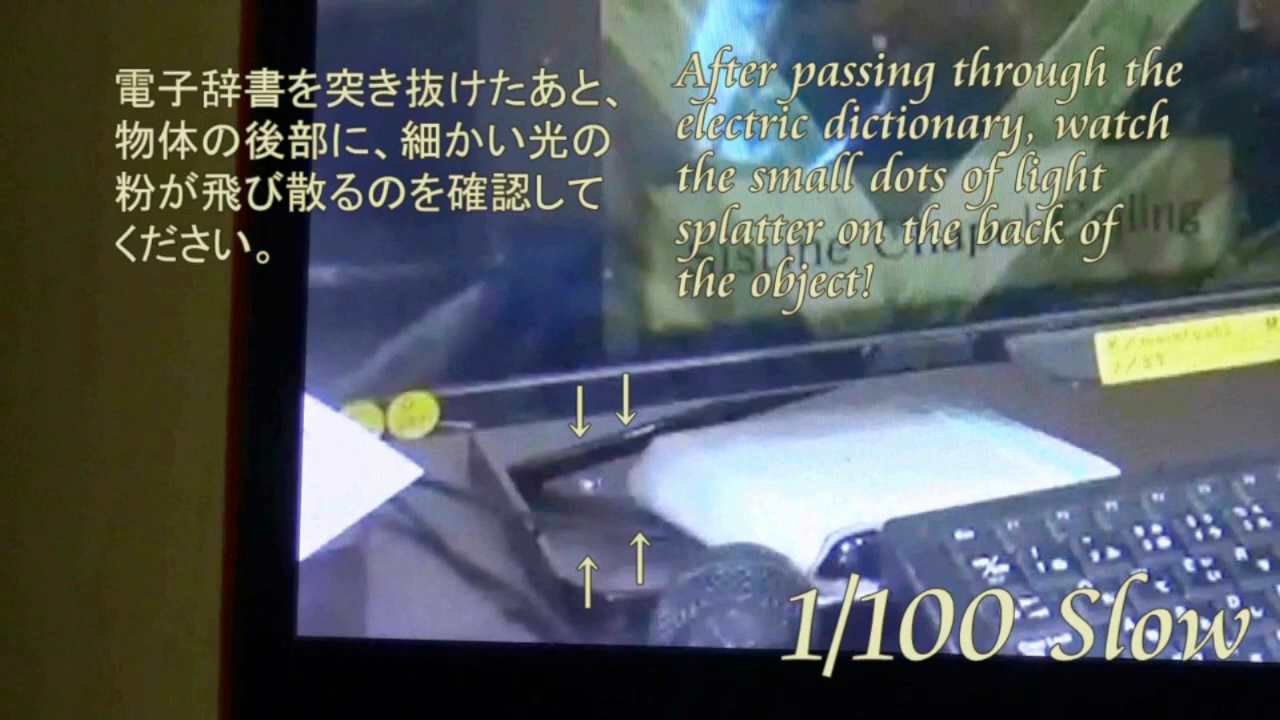 電子辞書を突き抜けたあと、
物体の後部に、細かい光の
粉が飛び散るのを確認して
ください。
After passing through the
electric dictionary, watch
the small dots of light
splatter on the back of
the object!
Sistine Chapel Ceiling
1/100 Slow